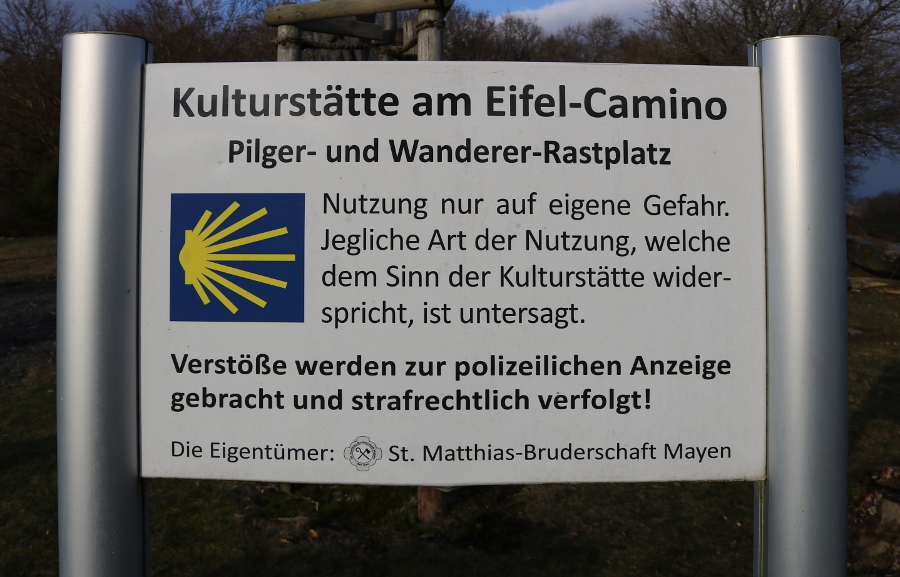 Kulturstätte am Eifel-Camino
Pilger- und Wanderer-Rastplatz
Nutzung nur auf eigene Gefahr.
Jegliche Art der Nutzung, welche
dem Sinn der Kulturstätte wider-
spricht, ist untersagt.
Verstöße werden zur polizeilichen Anzeige
gebracht und strafrechtlich verfolgt!
Die Eigentümer: St. Matthias-Bruderschaft Mayen